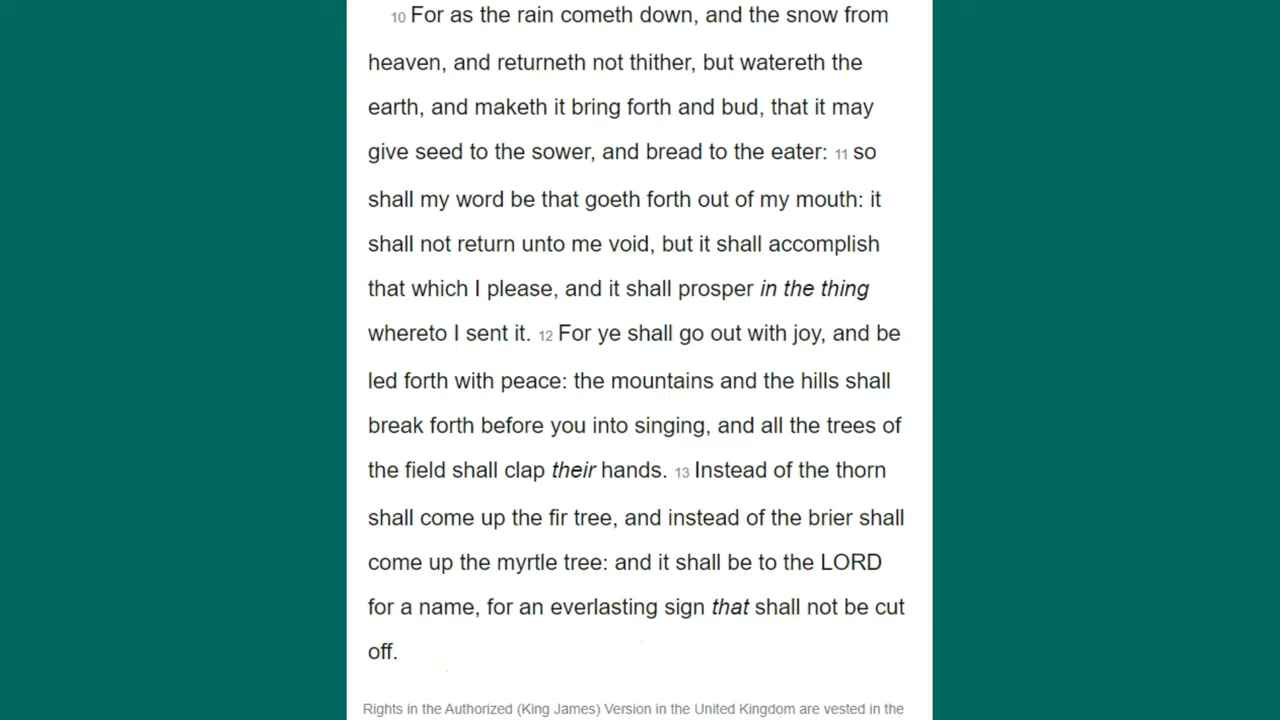 10 For as the rain cometh down, and the snow from
heaven, and returneth not thither, but watereth the
earth, and maketh it bring forth and bud, that it may
give seed to the sower, and bread to the eater: 11 so
shall my word be that goeth forth out of my mouth: it
shall not return unto me void, but it shall accomplish
that which I please, and it shall prosper in the thing
whereto I sent it. 12 For ye shall go out with joy, and be
led forth with peace: the mountains and the hills shall
break forth before you into singing, and all the trees of
the field shall clap their hands. 13 Instead of the thorn
shall come up the fir tree, and instead of the brier shall
come up the myrtle tree: and it shall be to the LORD
for a name, for an everlasting sign that shall not be cut
off.
Rights in the Authorized (King James) Version in the United Kingdom are vested in the